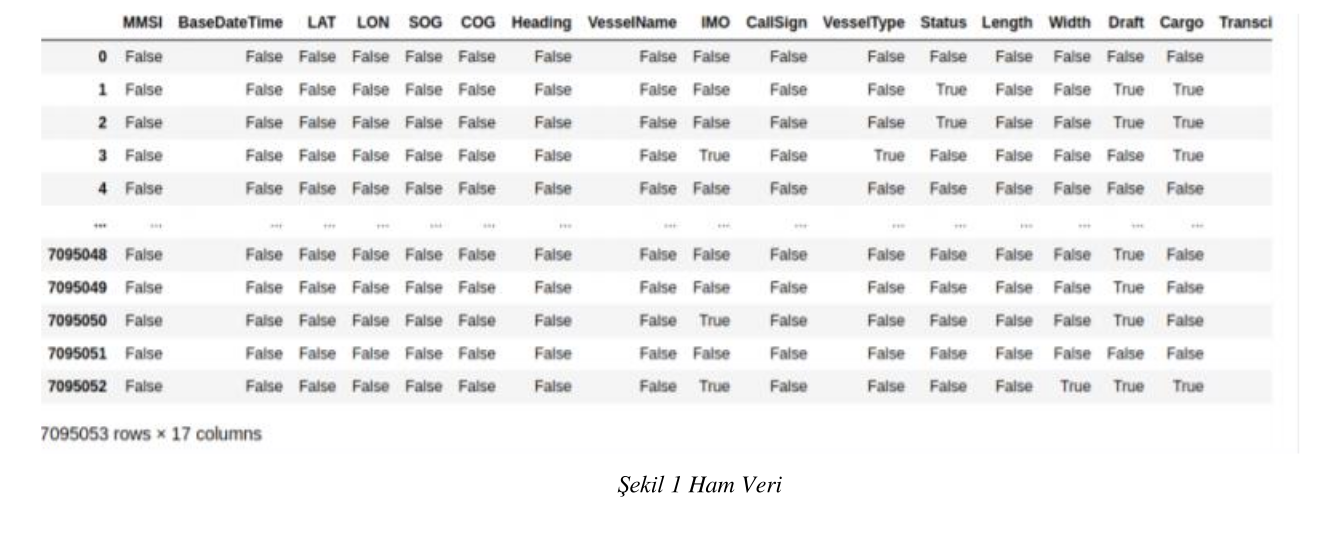 MMSI BaseDateTime LAT LON SOG COG Heading VesselName IMO CallSign VesselType Status Length Width Draft Cargo Transci
0 False False False False False False False False False False False False False False False False
1 False False False False False False False False False False False True False False True True
2 False False False False False False False False False False False True False False True True
3 False False False False False False False False True False True False False False False True
4 False False False False False False False False False False False False False False False False
... ... ... ... ... ... ... ... ... ... ... ... ... ... ... ... ...
7095048 False False False False False False False False False False False False False False True False
7095049 False False False False False False False False False False False False False False True False
7095050 False False False False False False False False True False False False False False True False
7095051 False False False False False False False False False False False False False False False False
7095052 False False False False False False False False True False False False False True True True
7095053 rows × 17 columns
Şekil 1 Ham Veri